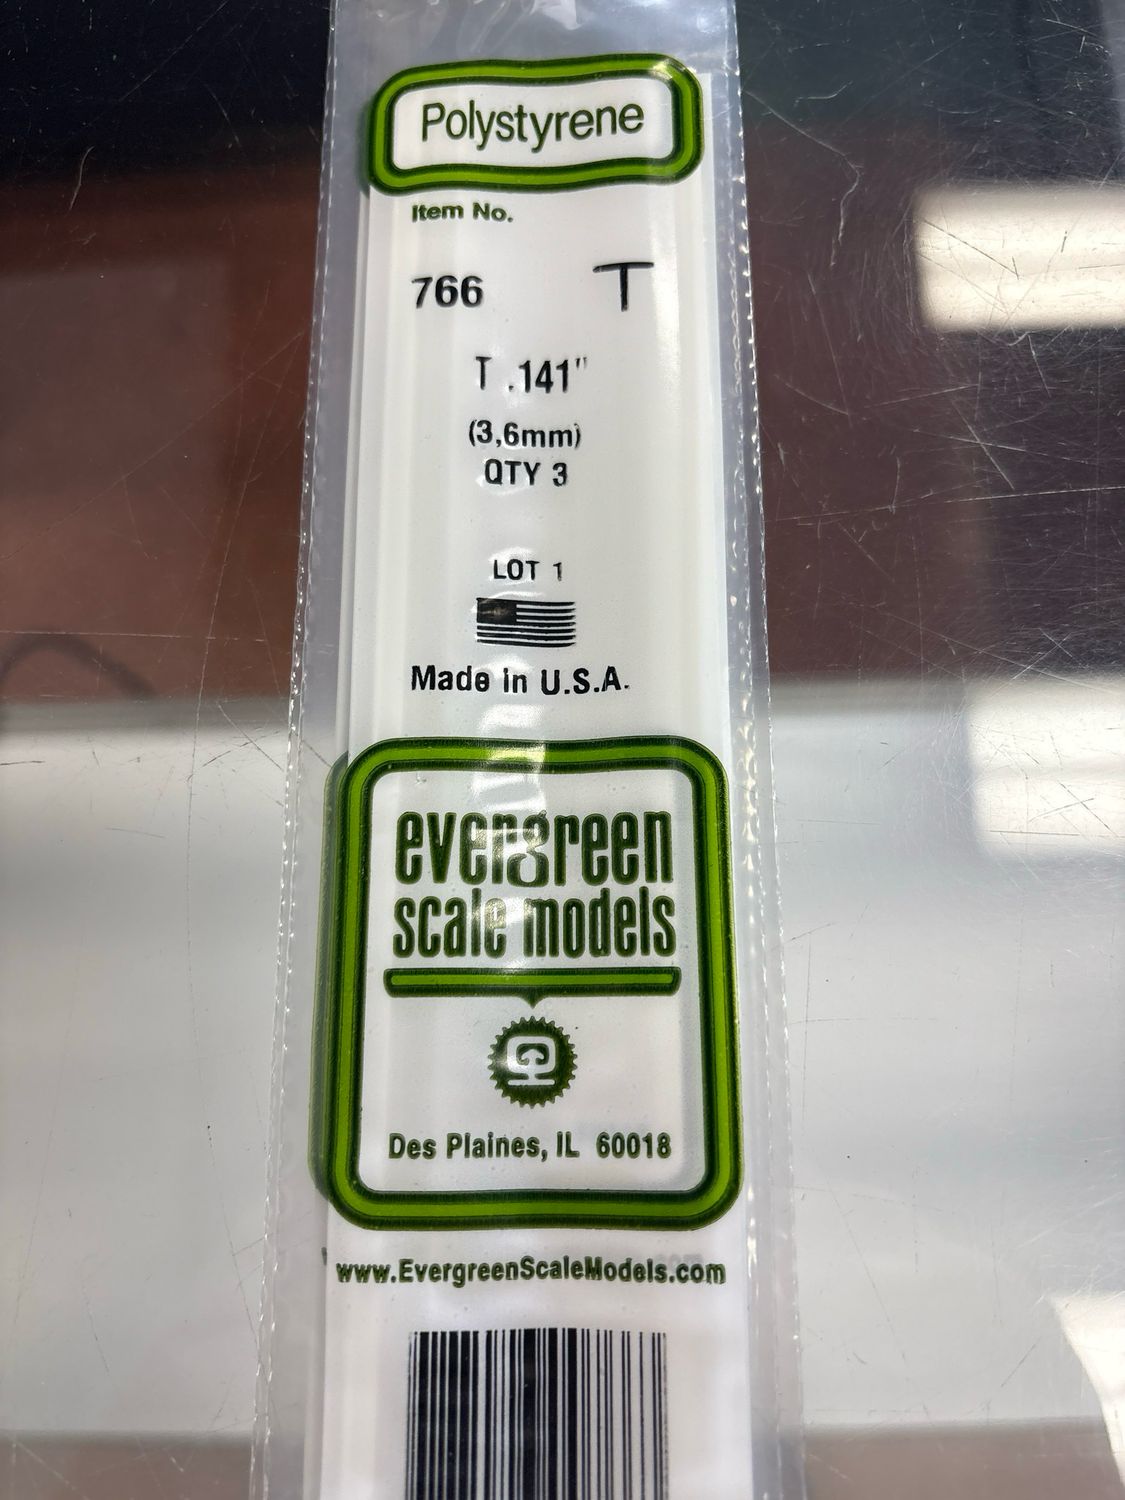 Polystyrene
Item No.
766 T
T .141"
(3,6mm)
QTY 3
LOT 1
Made in U.S.A.
evergreen
scale models
Des Plaines, IL 60018
www.EvergreenScaleModels.com